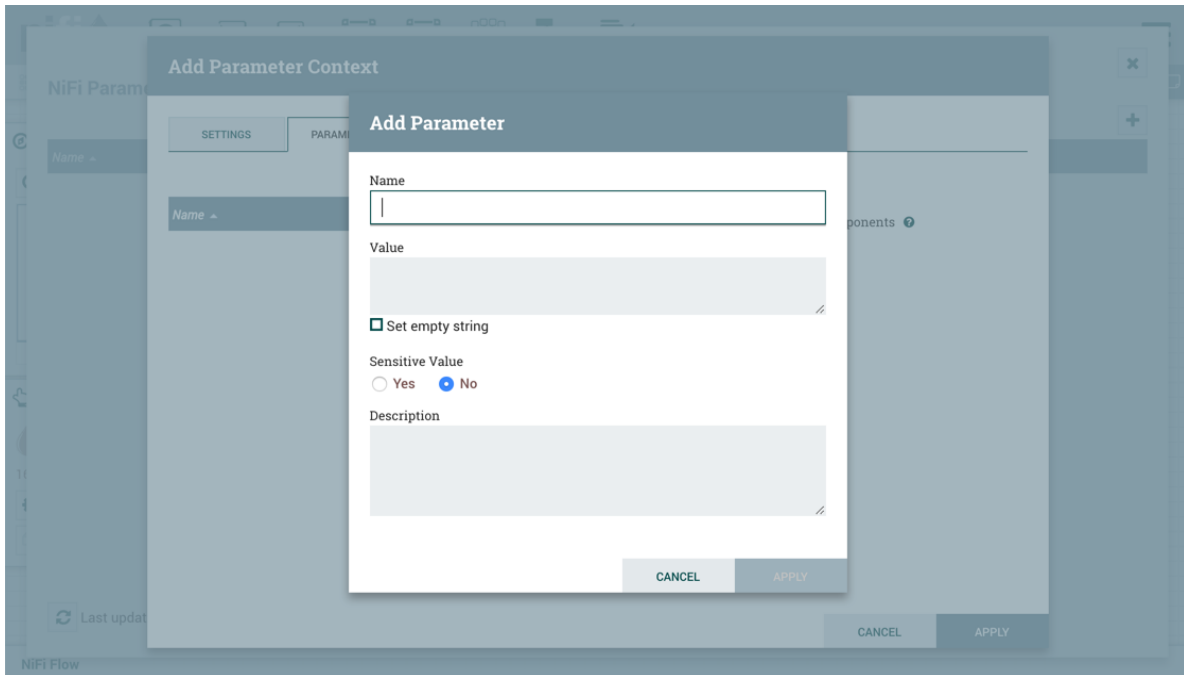 Add Parameter Context
NiFi Param
SETTINGS
PARAM
Name
Name
ponents
Add Parameter
Name
Value
Set empty string
Sensitive Value
Yes No
Description
CANCEL APPLY
Last updat
CANCEL APPLY
NiFi Flow